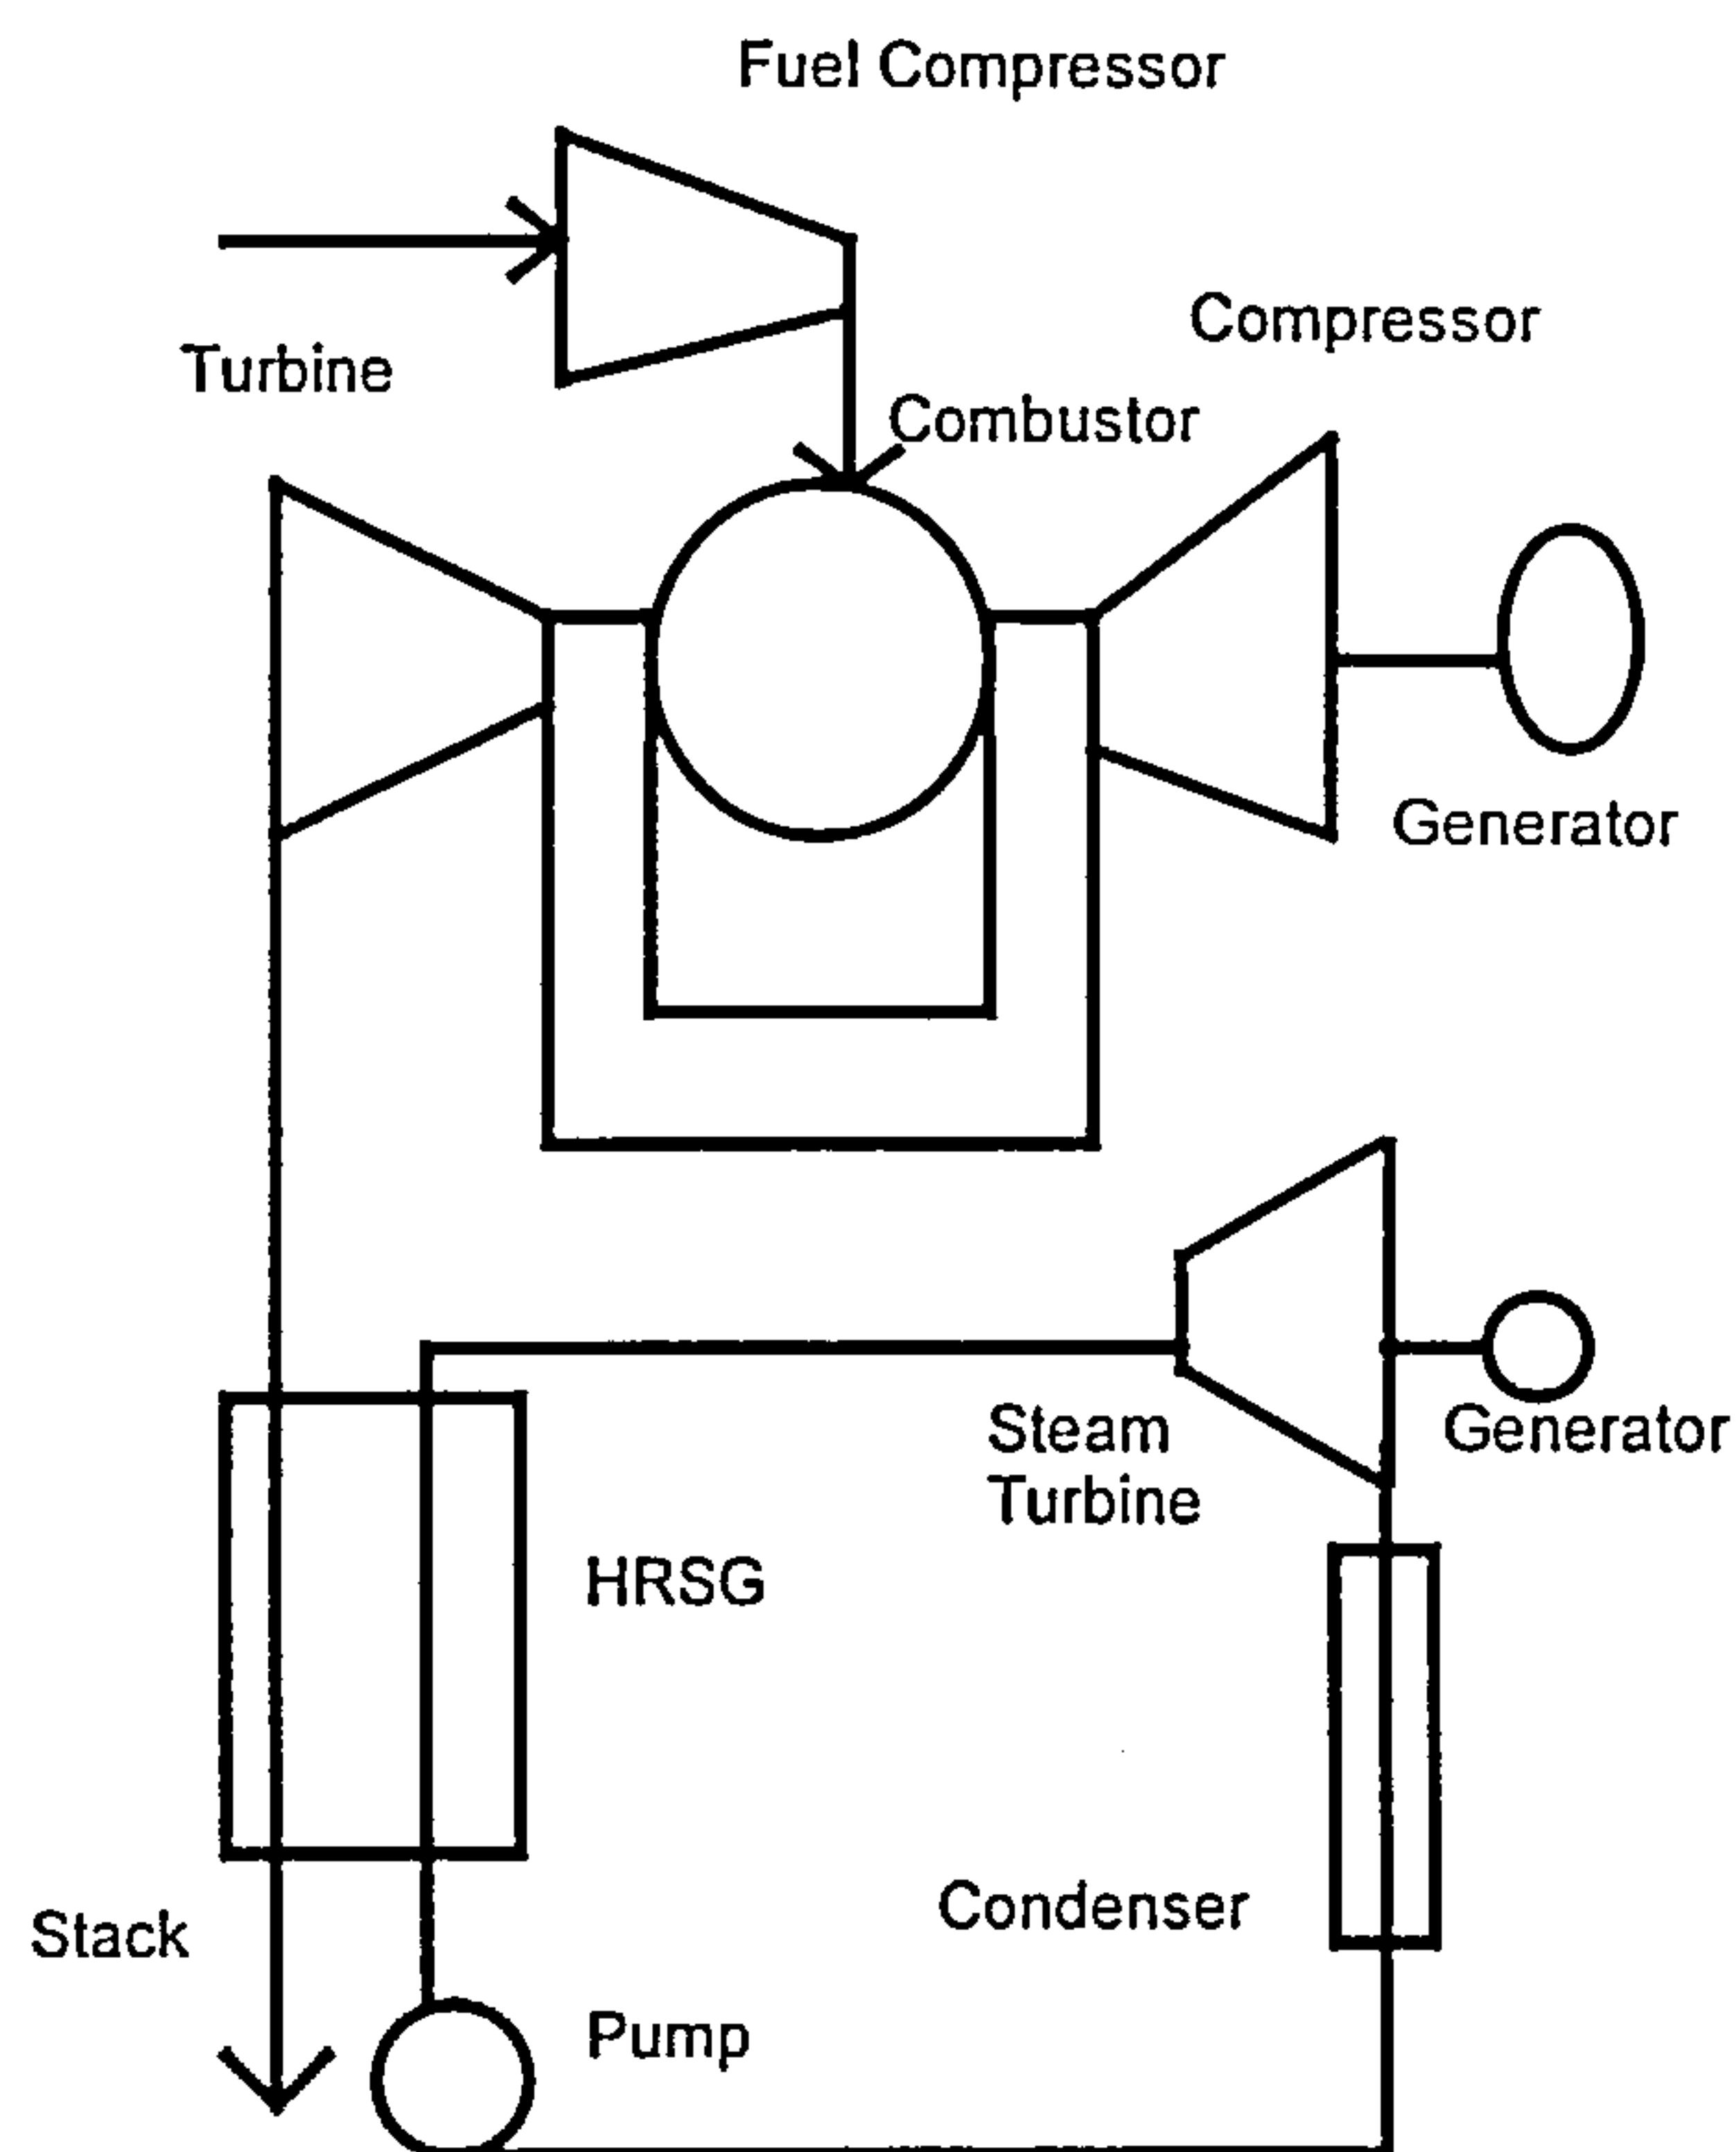 Fuel Compressor
Compressor
Turbine
Combustor
Generator
Steam
Turbine
Generator
HRSG
Condenser
Stack
Pump